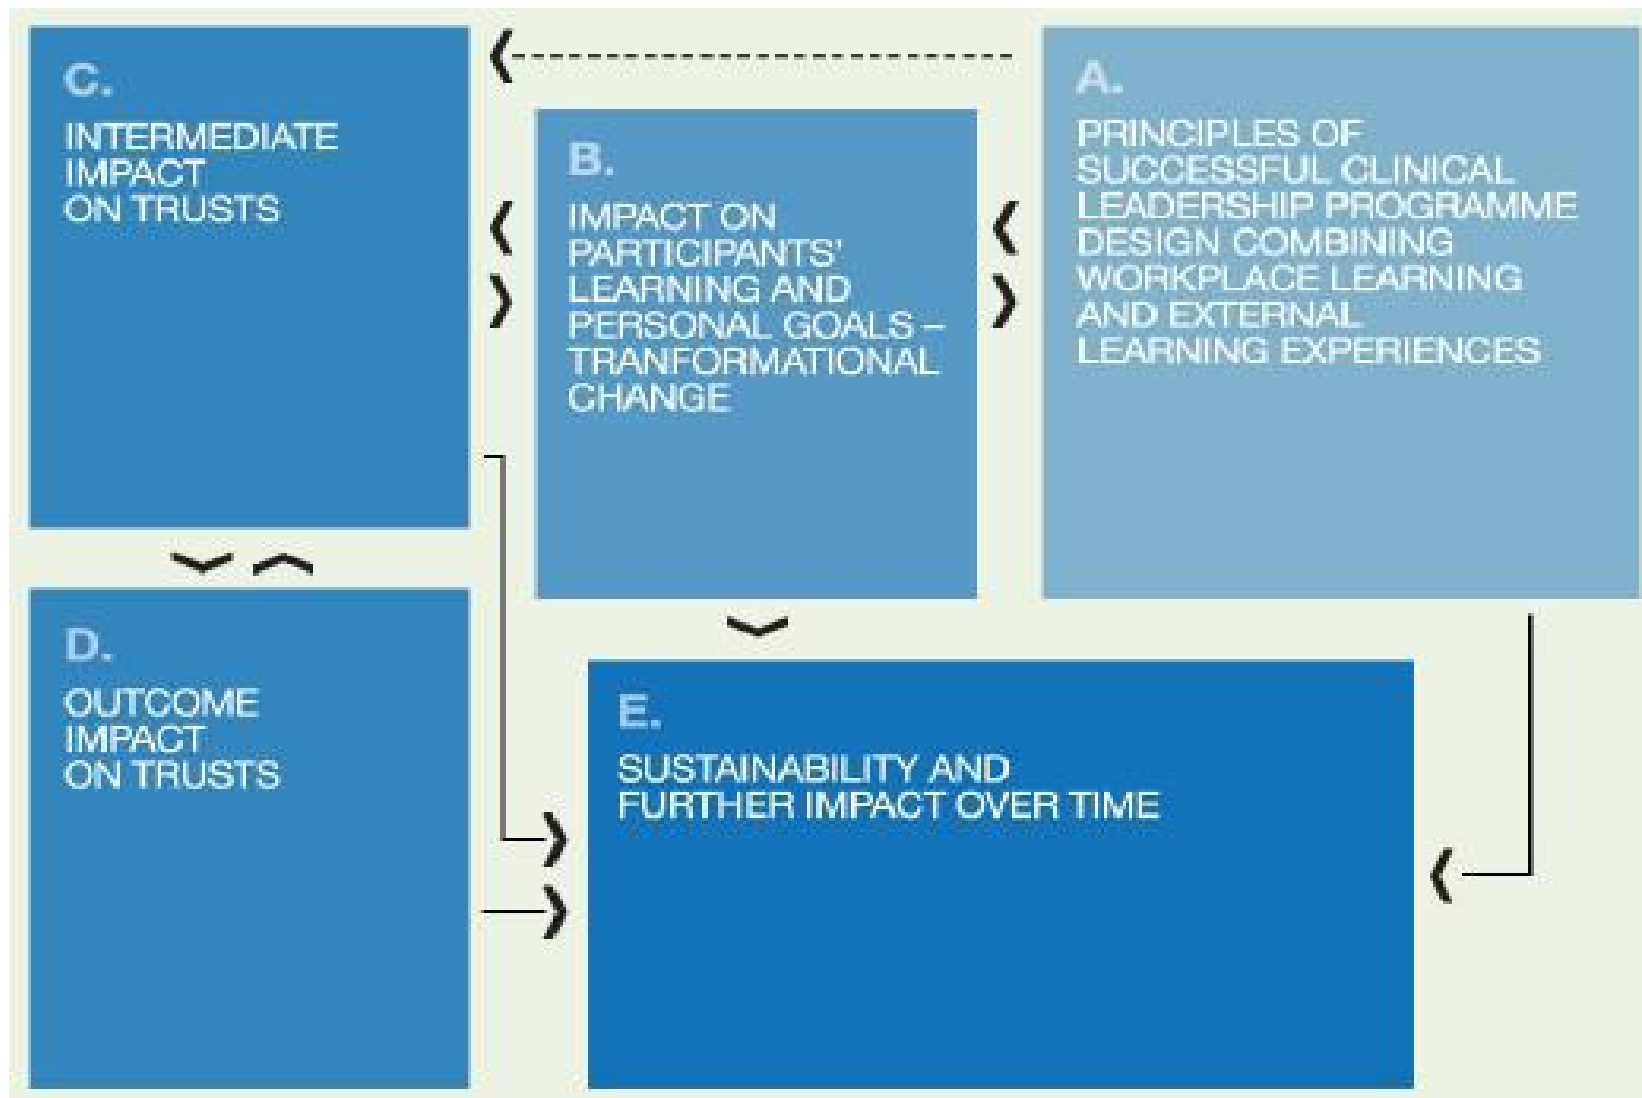 C.
INTERMEDIATE
IMPACT
ON TRUSTS
B.
IMPACT ON
PARTICIPANTS'
LEARNING AND
PERSONAL GOALS –
TRANFORMATIONAL
CHANGE
A.
PRINCIPLES OF
SUCCESSFUL CLINICAL
LEADERSHIP PROGRAMME
DESIGN COMBINING
WORKPLACE LEARNING
AND EXTERNAL
LEARNING EXPERIENCES
D.
OUTCOME
IMPACT
ON TRUSTS
E.
SUSTAINABILITY AND
FURTHER IMPACT OVER TIME